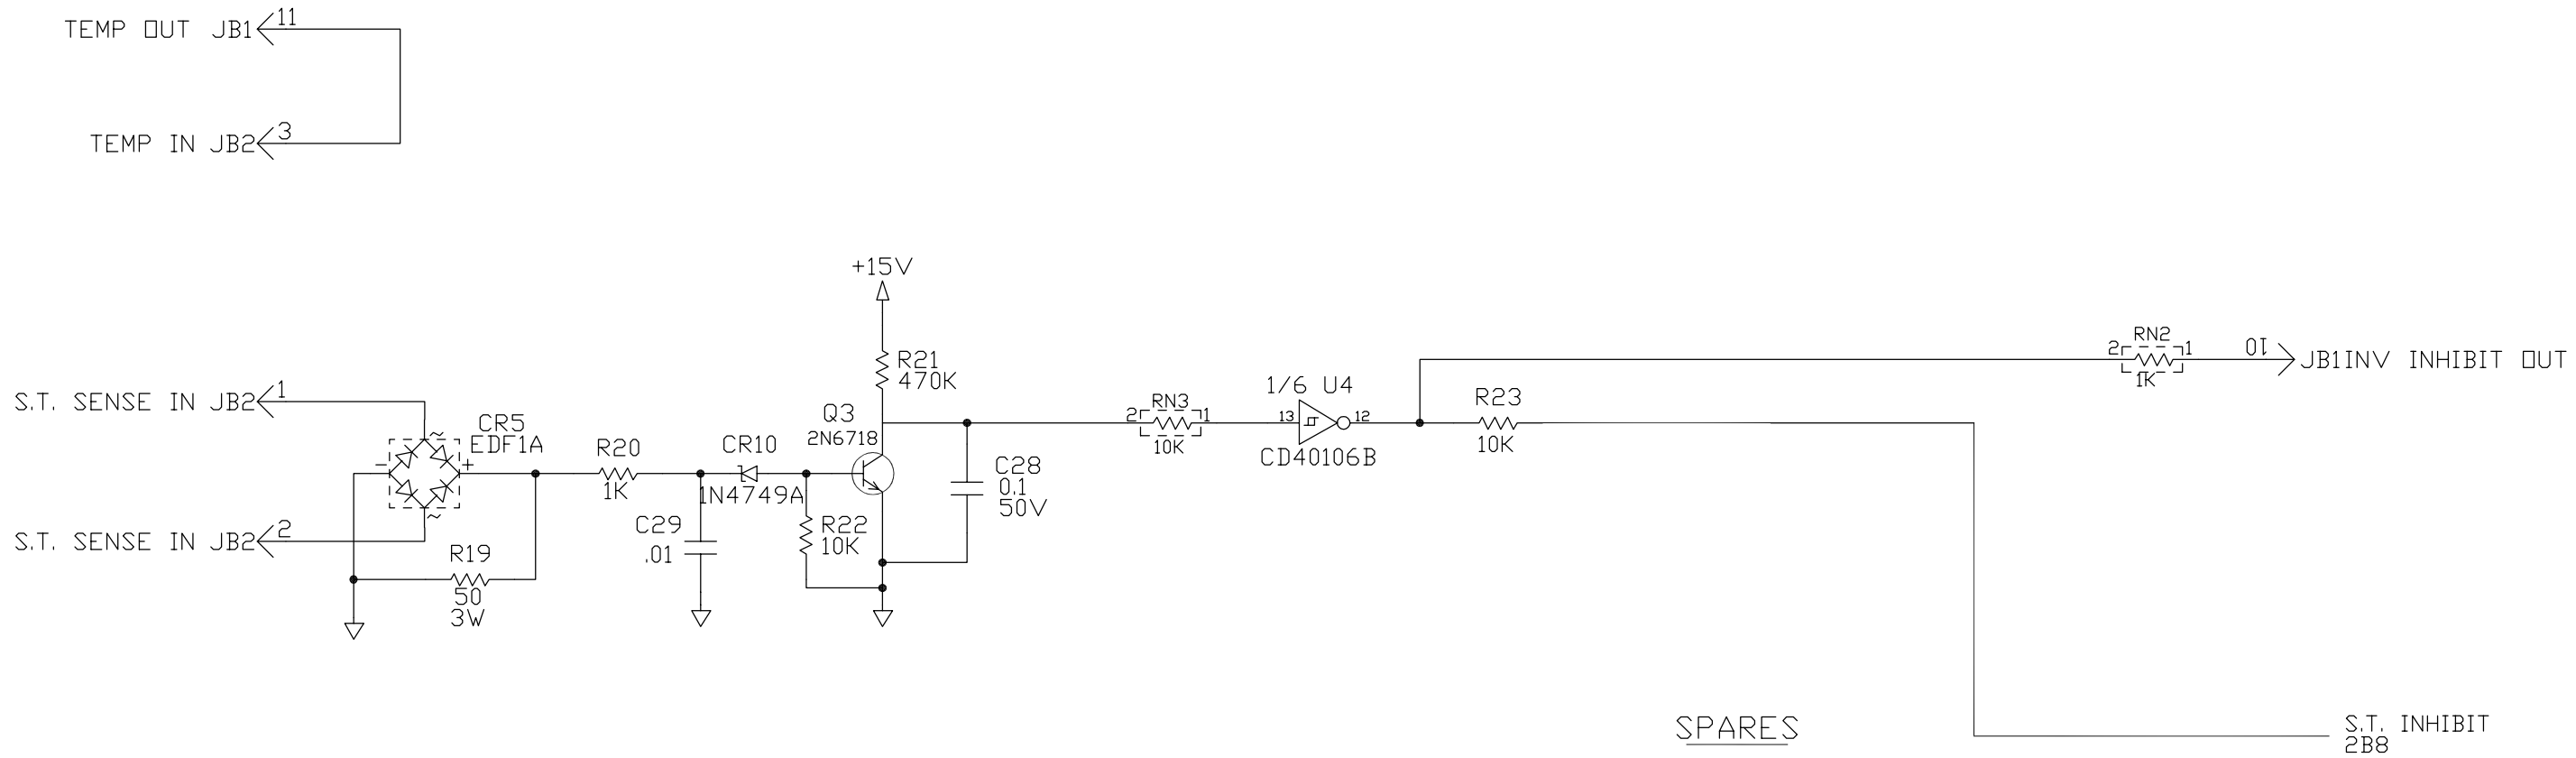 TEMP OUT JB1 11
TEMP IN JB2 3
+15V
R21
470K
S.T. SENSE IN JB2 1
CR5
EDF1A
~
- +
~
S.T. SENSE IN JB2 2
R19
50
3W
R20
1K
C29
.01
CR10
1N4749A
R22
10K
Q3
2N6718
C28
0.1
50V
RN3
2 1
10K
1/6 U4
13 12
CD40106B
R23
10K
RN2
2 1
1K
10
JB1INV INHIBIT OUT
SPARES
S.T. INHIBIT
2B8